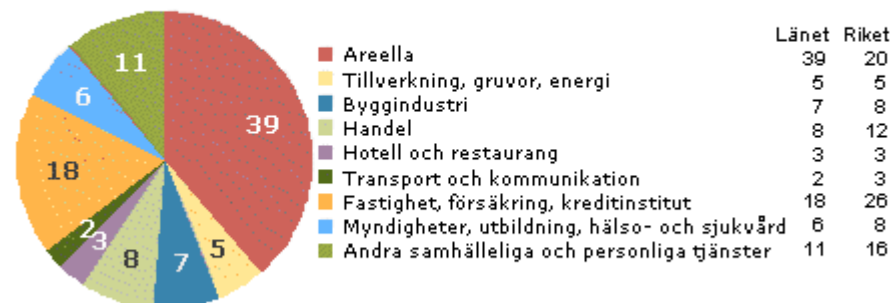 Länet Riket
Areella 39 20
Tillverkning, gruvor, energi 5 5
Byggindustri 7 8
Handel 8 12
Hotell och restaurang 3 3
Transport och kommunikation 2 3
Fastighet, försäkring, kreditinstitut 18 26
Myndigheter, utbildning, hälso- och sjukvård 6 8
Andra samhälleliga och personliga tjänster 11 16
11
6
39
18
2
3
8
7
5